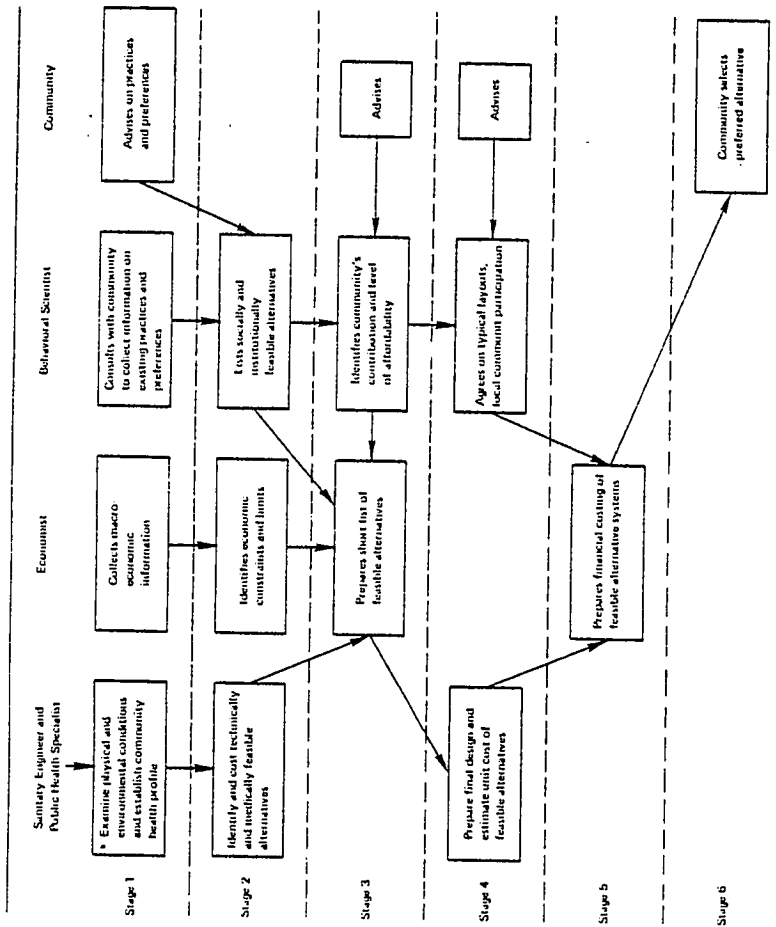 Sanitary Engineer and
Public Health Specialist
Economist
Behavioral Scientist
Community
Stage 1
Examine physical and
environmental conditions
and establish community
health profile
Collects macro-
economic
information
Consults with community
to collect information on
existing practices and
preferences
Advises on practices
and preferences
Stage 2
Identify and cost technically
and medically feasible
alternatives
Identifies economic
constraints and limits
Lists socially and
institutionally
feasible alternatives
Stage 3
Prepares short list of
feasible alternatives
Identifies community's
contribution and level
of affordability
Advises
Stage 4
Prepare final design and
estimate unit cost of
feasible alternatives
Agrees on typical layouts,
local communit participation
Advises
Stage 5
Prepares financial costing of
feasible alternative systems
Stage 6
Community selects
preferred alternative